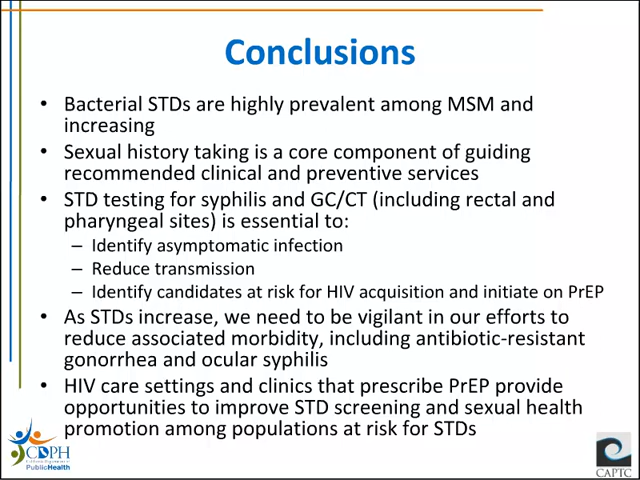 Conclusions
• Bacterial STDs are highly prevalent among MSM and
increasing
• Sexual history taking is a core component of guiding
recommended clinical and preventive services
• STD testing for syphilis and GC/CT (including rectal and
pharyngeal sites) is essential to:
– Identify asymptomatic infection
– Reduce transmission
– Identify candidates at risk for HIV acquisition and initiate on PrEP
• As STDs increase, we need to be vigilant in our efforts to
reduce associated morbidity, including antibiotic-resistant
gonorrhea and ocular syphilis
• HIV care settings and clinics that prescribe PrEP provide
opportunities to improve STD screening and sexual health
promotion among populations at risk for STDs
CDPH
PublicHealth
CAPTC